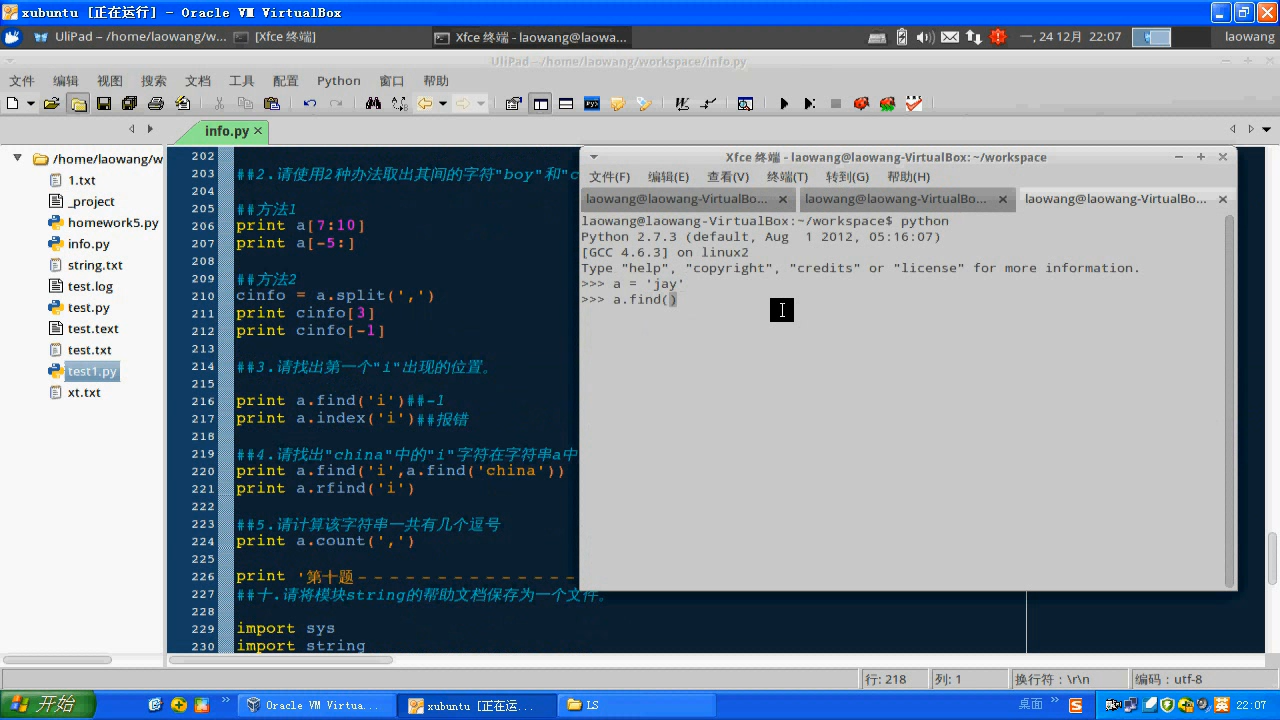 xubuntu [正在运行] - Oracle VM VirtualBox
UliPad – /home/laowang/w...
[Xfce 终端]
Xfce 终端 - laowang@laowa...
一, 24 12月 22:07
laowang
UliPad – /home/laowang/workspace/info.py
文件 编辑 视图 搜索 文档 工具 配置 Python 窗口 帮助
info.py
/home/laowang/w
1.txt
_project
homework5.py
info.py
string.txt
test.log
test.py
test.text
test.txt
test1.py
xt.txt
202
203 ##2.请使用2种办法取出其间的字符"boy"和"c
204
205 ##方法1
206 print a[7:10]
207 print a[-5:]
208
209 ##方法2
210 cinfo = a.split(',')
211 print cinfo[3]
212 print cinfo[-1]
213
214 ##3.请找出第一个"i"出现的位置。
215
216 print a.find('i')##-1
217 print a.index('i')##报错
218
219 ##4.请找出"china"中的"i"字符在字符串a中
220 print a.find('i',a.find('china'))
221 print a.rfind('i')
222
223 ##5.请计算该字符串一共有几个逗号
224 print a.count(',')
225
226 print '第十题--------------
227 ##十.请将模块string的帮助文档保存为一个文件。
228
229 import sys
230 import string
Xfce 终端 - laowang@laowang-VirtualBox: ~/workspace
文件(F) 编辑(E) 查看(V) 终端(T) 转到(G) 帮助(H)
laowang@laowang-VirtualBox...
laowang@laowang-VirtualBox...
laowang@laowang-VirtualBox...
laowang@laowang-VirtualBox:~/workspace$ python
Python 2.7.3 (default, Aug  1 2012, 05:16:07)
[GCC 4.6.3] on linux2
Type "help", "copyright", "credits" or "license" for more information.
>>> a = 'jay'
>>> a.find()
行: 218
列: 1
换行符：\r\n
编码：utf-8
开始
Oracle VM Virtua...
xubuntu [正在运...
LS
桌面
22:07